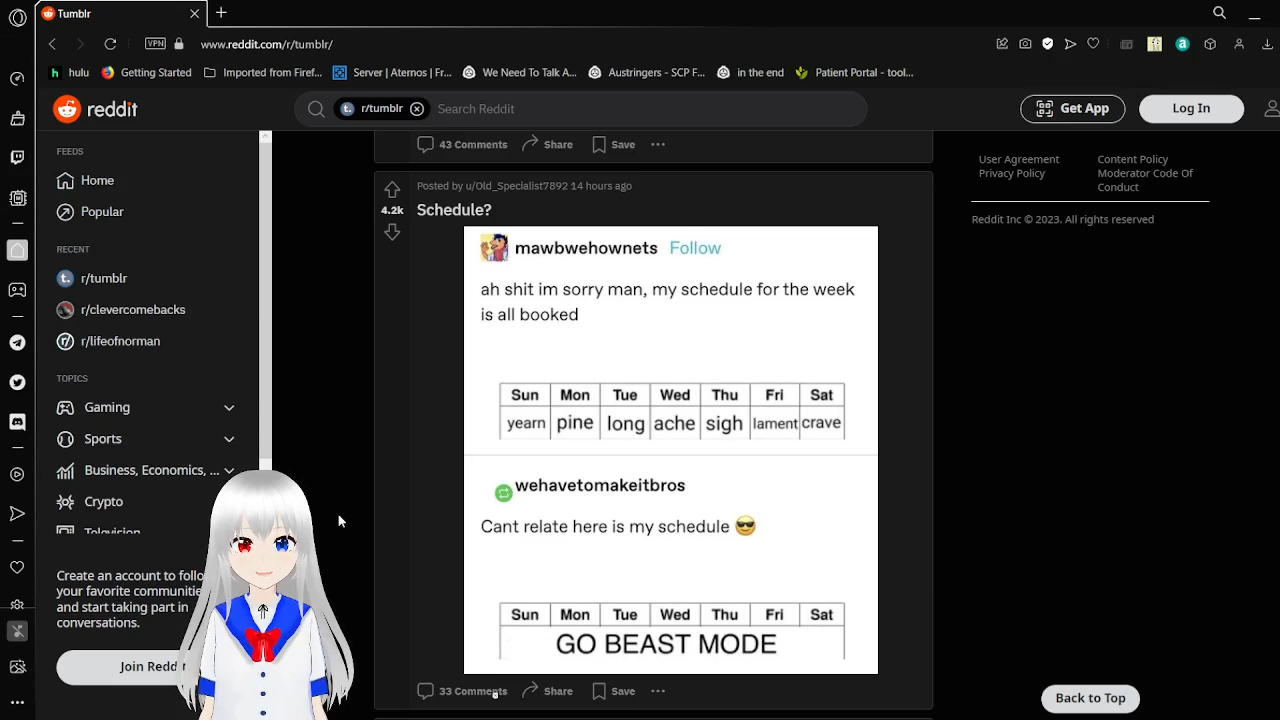 Tumblr
VPN
www.reddit.com/r/tumblr/
h hulu
Getting Started
Imported from Firef...
Server | Aternos | Fr...
We Need To Talk A...
Austringers - SCP F...
in the end
Patient Portal - tool...
reddit
r/tumblr
Search Reddit
Get App
Log In
FEEDS
Home
Popular
RECENT
r/tumblr
r/clevercomebacks
r/lifeofnorman
TOPICS
Gaming
Sports
Business, Economics, ...
Crypto
Television
Create an account to follo
your favorite communitie
and start taking part in
conversations.
Join Reddi
43 Comments Share Save
Posted by u/Old_Specialist7892 14 hours ago
4.2k
Schedule?
mawbwehownets Follow
ah shit im sorry man, my schedule for the week
is all booked
Sun Mon Tue Wed Thu Fri Sat
yearn pine long ache sigh lament crave
wehavetomakeitbros
Cant relate here is my schedule 😎
Sun Mon Tue Wed Thu Fri Sat
GO BEAST MODE
33 Comments Share Save
User Agreement
Privacy Policy
Content Policy
Moderator Code Of
Conduct
Reddit Inc © 2023. All rights reserved
Back to Top